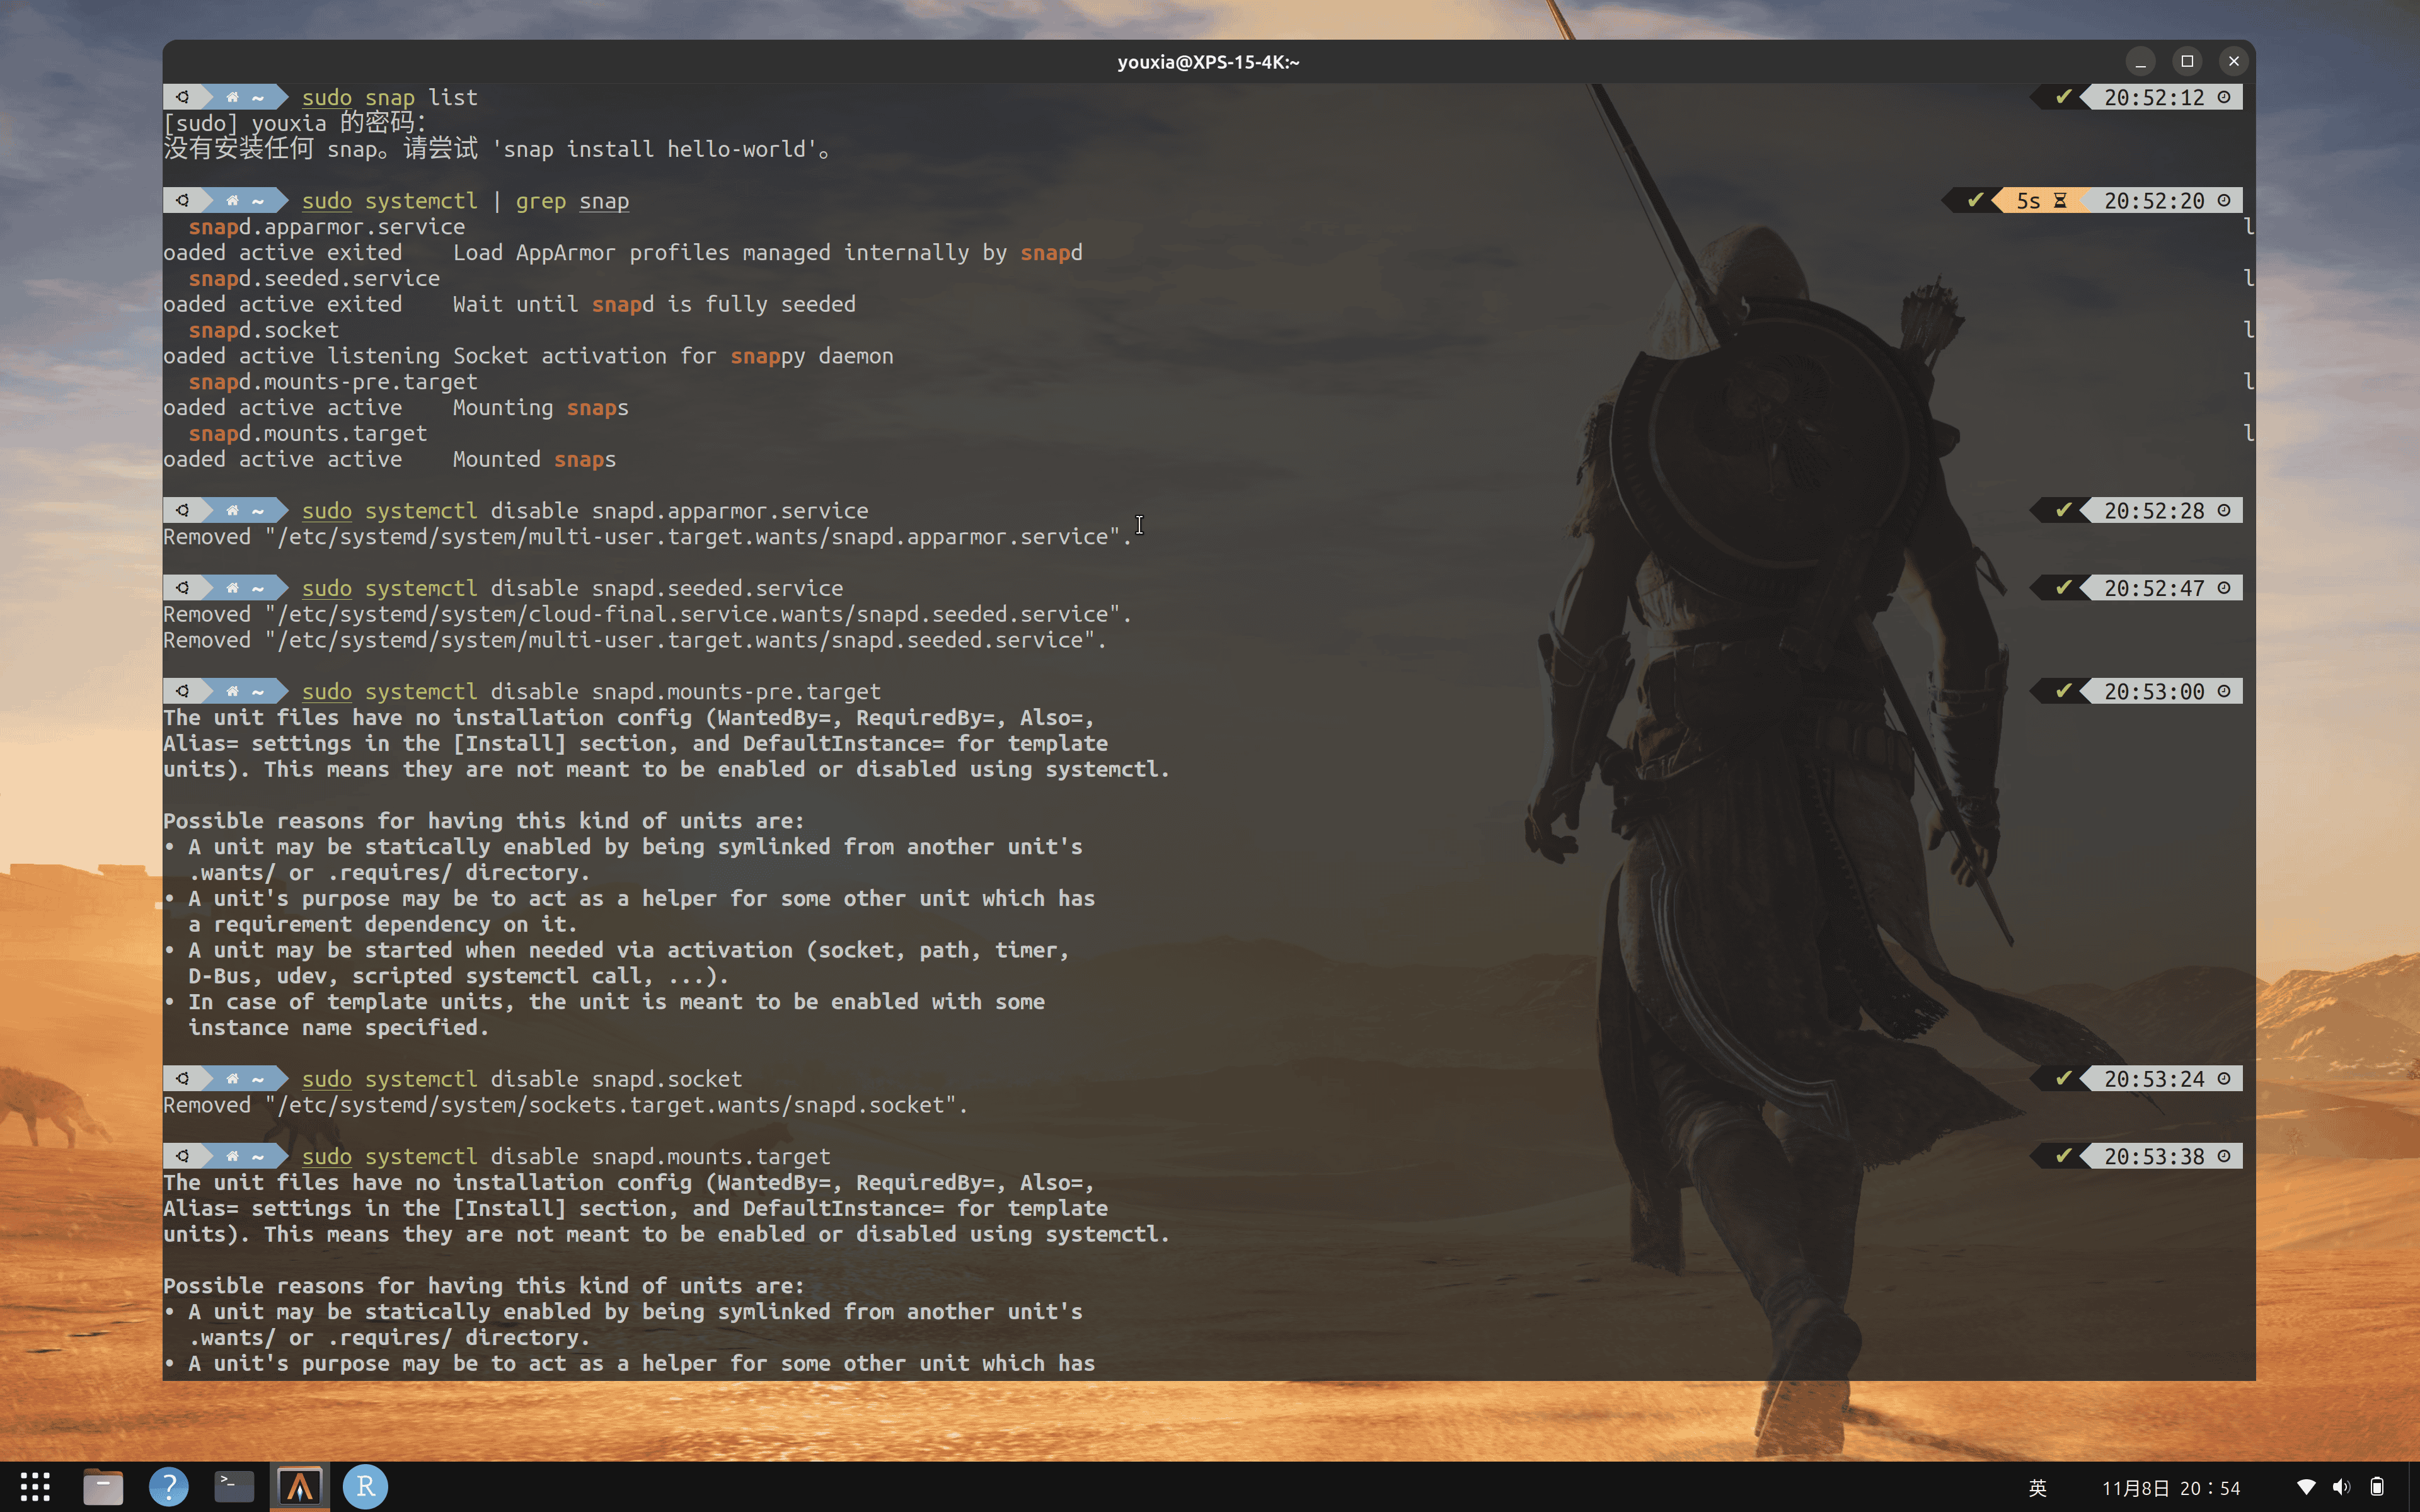 youxia@XPS-15-4K:~
~ sudo snap list ✔ 20:52:12
[sudo] youxia 的密码：
没有安装任何 snap。请尝试 'snap install hello-world'。
~ sudo systemctl | grep snap ✔ 5s 20:52:20
snapd.apparmor.service l
oaded active exited Load AppArmor profiles managed internally by snapd
snapd.seeded.service l
oaded active exited Wait until snapd is fully seeded
snapd.socket l
oaded active listening Socket activation for snappy daemon
snapd.mounts-pre.target l
oaded active active Mounting snaps
snapd.mounts.target l
oaded active active Mounted snaps
~ sudo systemctl disable snapd.apparmor.service ✔ 20:52:28
Removed "/etc/systemd/system/multi-user.target.wants/snapd.apparmor.service".
~ sudo systemctl disable snapd.seeded.service ✔ 20:52:47
Removed "/etc/systemd/system/cloud-final.service.wants/snapd.seeded.service".
Removed "/etc/systemd/system/multi-user.target.wants/snapd.seeded.service".
~ sudo systemctl disable snapd.mounts-pre.target ✔ 20:53:00
The unit files have no installation config (WantedBy=, RequiredBy=, Also=,
Alias= settings in the [Install] section, and DefaultInstance= for template
units). This means they are not meant to be enabled or disabled using systemctl.
Possible reasons for having this kind of units are:
• A unit may be statically enabled by being symlinked from another unit's
.wants/ or .requires/ directory.
• A unit's purpose may be to act as a helper for some other unit which has
a requirement dependency on it.
• A unit may be started when needed via activation (socket, path, timer,
D-Bus, udev, scripted systemctl call, ...).
• In case of template units, the unit is meant to be enabled with some
instance name specified.
~ sudo systemctl disable snapd.socket ✔ 20:53:24
Removed "/etc/systemd/system/sockets.target.wants/snapd.socket".
~ sudo systemctl disable snapd.mounts.target ✔ 20:53:38
The unit files have no installation config (WantedBy=, RequiredBy=, Also=,
Alias= settings in the [Install] section, and DefaultInstance= for template
units). This means they are not meant to be enabled or disabled using systemctl.
Possible reasons for having this kind of units are:
• A unit may be statically enabled by being symlinked from another unit's
.wants/ or .requires/ directory.
• A unit's purpose may be to act as a helper for some other unit which has
? >_ R 英 11月8日 20：54